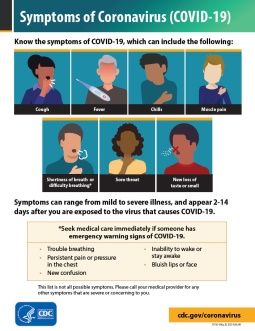 Symptoms of Coronavirus (COVID-19)
Know the symptoms of COVID-19, which can include the following:
Cough
Fever
Chills
Muscle pain
Shortness of breath or
difficulty breathing*
Sore throat
New loss of
taste or smell
Symptoms can range from mild to severe illness, and appear 2-14
days after you are exposed to the virus that causes COVID-19.
*Seek medical care immediately if someone has
emergency warning signs of COVID-19.
• Trouble breathing
• Persistent pain or pressure
in the chest
• New confusion
• Inability to wake or
stay awake
• Bluish lips or face
This list is not all possible symptoms. Please call your medical provider for any
other symptoms that are severe or concerning to you.
CDC
cdc.gov/coronavirus